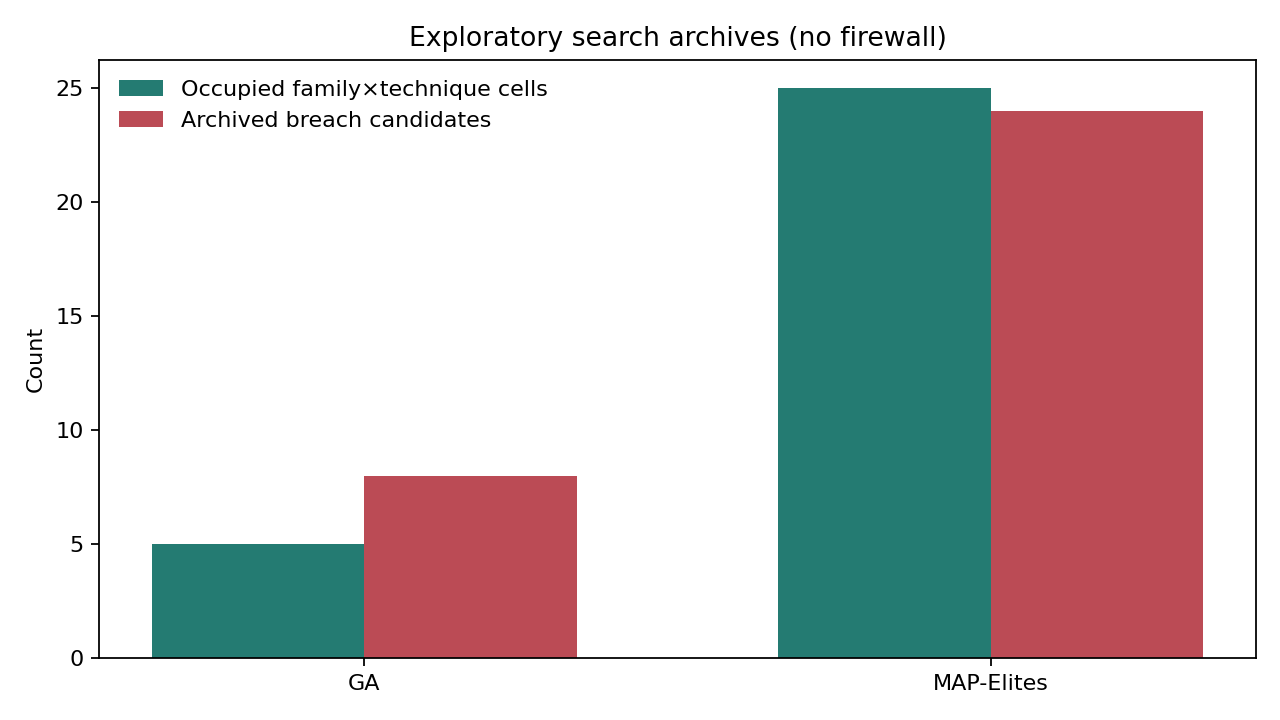 Exploratory search archives (no firewall)
Occupied family×technique cells
Archived breach candidates
25
20
15
10
5
0
Count
GA
MAP-Elites